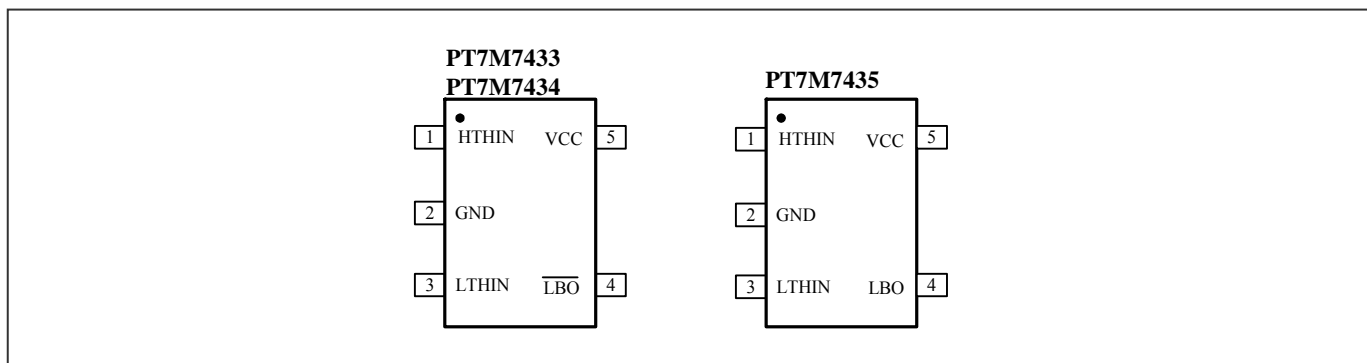 PT7M7433
PT7M7434
1 HTHIN VCC 5
2 GND
3 LTHIN L̅B̅O̅ 4
PT7M7435
1 HTHIN VCC 5
2 GND
3 LTHIN LBO 4